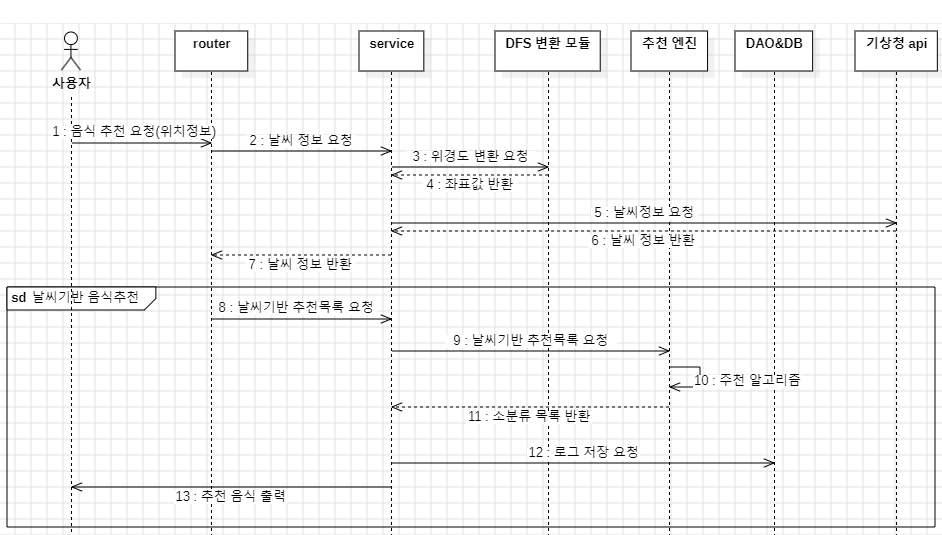 router
service
DFS 변환 모듈
추천 엔진
DAO&DB
기상청 api
사용자
1 : 음식 추천 요청(위치정보)
2 : 날씨 정보 요청
3 : 위경도 변환 요청
4 : 좌표값 반환
5 : 날씨정보 요청
6 : 날씨 정보 반환
7 : 날씨 정보 반환
sd 날씨기반 음식추천
8 : 날씨기반 추천목록 요청
9 : 날씨기반 추천목록 요청
10 : 추천 알고리즘
11 : 소분류 목록 반환
12 : 로그 저장 요청
13 : 추천 음식 출력